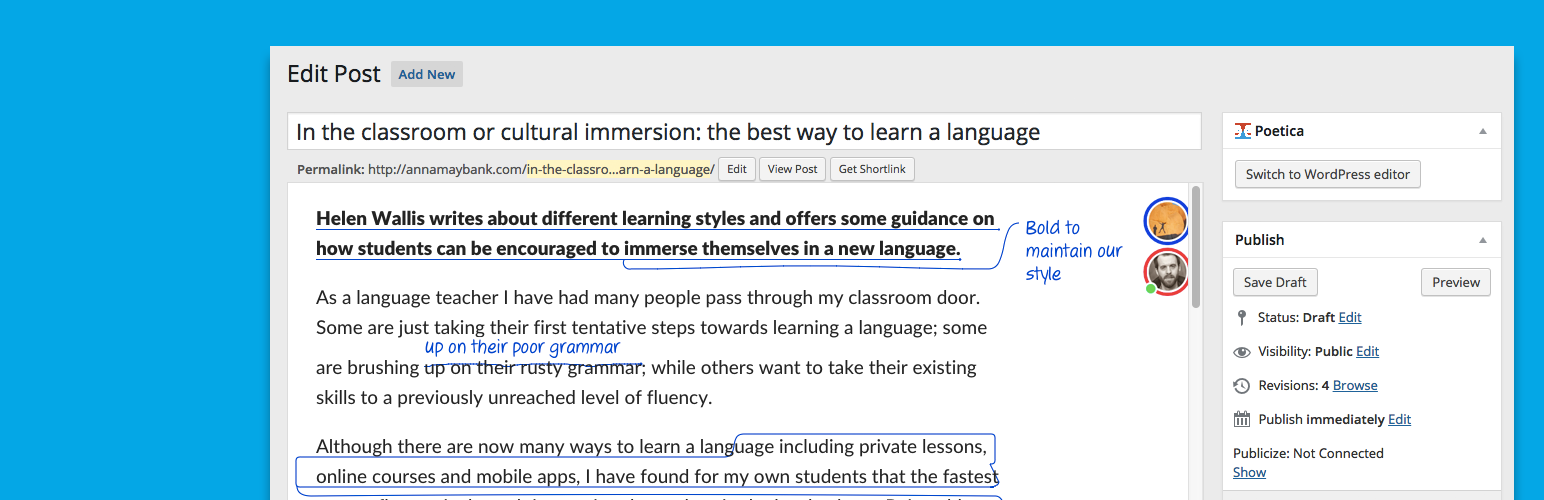 Edit Post Add New
In the classroom or cultural immersion: the best way to learn a language
Permalink: http://annamaybank.com/in-the-classro...arn-a-language/ Edit View Post Get Shortlink
Helen Wallis writes about different learning styles and offers some guidance on
how students can be encouraged to immerse themselves in a new language.
Bold to
maintain our
style
As a language teacher I have had many people pass through my classroom door.
Some are just taking their first tentative steps towards learning a language; some
up on their poor grammar
are brushing up on their rusty grammar; while others want to take their existing
skills to a previously unreached level of fluency.
Although there are now many ways to learn a language including private lessons,
online courses and mobile apps, I have found for my own students that the fastest
Poetica
Switch to WordPress editor
Publish
Save Draft Preview
Status: Draft Edit
Visibility: Public Edit
Revisions: 4 Browse
Publish immediately Edit
Publicize: Not Connected
Show